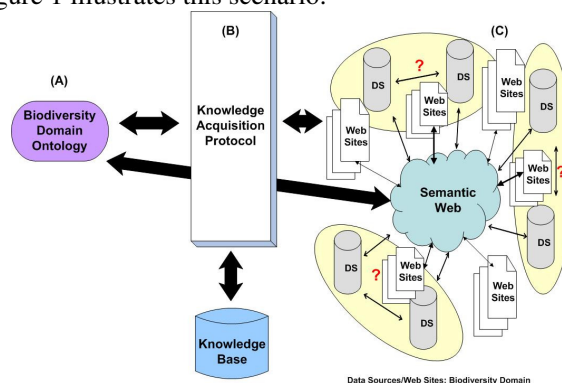 gure 1 illustrates this scenario.
(B)
(C)
(A)
Biodiversity
Domain
Ontology
Knowledge
Acquisition
Protocol
Knowledge
Base
Semantic
Web
?
DS
DS
Web
Sites
Web
Sites
Web
Sites
DS
Web
Sites
?
DS
DS
?
Web
Sites
DS
Web
Sites
Data Sources/Web Sites: Biodiversity Domain